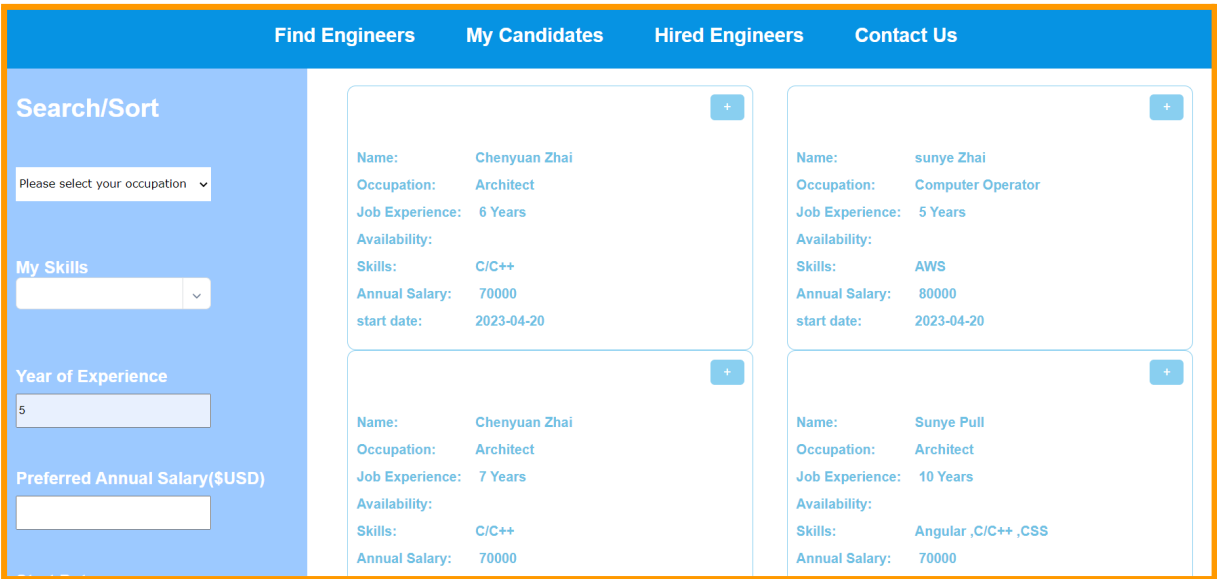 Find Engineers My Candidates Hired Engineers Contact Us
Search/Sort
Please select your occupation
My Skills
Year of Experience
5
Preferred Annual Salary($USD)
+
Name: Chenyuan Zhai
Occupation: Architect
Job Experience: 6 Years
Availability:
Skills: C/C++
Annual Salary: 70000
start date: 2023-04-20
+
Name: sunye Zhai
Occupation: Computer Operator
Job Experience: 5 Years
Availability:
Skills: AWS
Annual Salary: 80000
start date: 2023-04-20
+
Name: Chenyuan Zhai
Occupation: Architect
Job Experience: 7 Years
Availability:
Skills: C/C++
Annual Salary: 70000
+
Name: Sunye Pull
Occupation: Architect
Job Experience: 10 Years
Availability:
Skills: Angular ,C/C++ ,CSS
Annual Salary: 70000